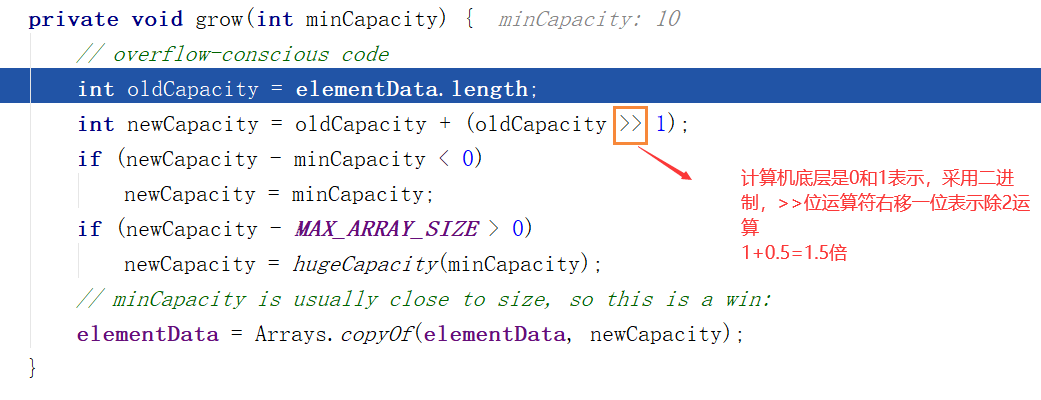 private void grow(int minCapacity) { minCapacity: 10
// overflow-conscious code
int oldCapacity = elementData.length;
int newCapacity = oldCapacity + (oldCapacity >> 1);
if (newCapacity - minCapacity < 0)
newCapacity = minCapacity;
if (newCapacity - MAX_ARRAY_SIZE > 0)
newCapacity = hugeCapacity(minCapacity);
// minCapacity is usually close to size, so this is a win:
elementData = Arrays.copyOf(elementData, newCapacity);
}
计算机底层是0和1表示，采用二进
制，>>位运算符右移一位表示除2运
算
1+0.5=1.5倍